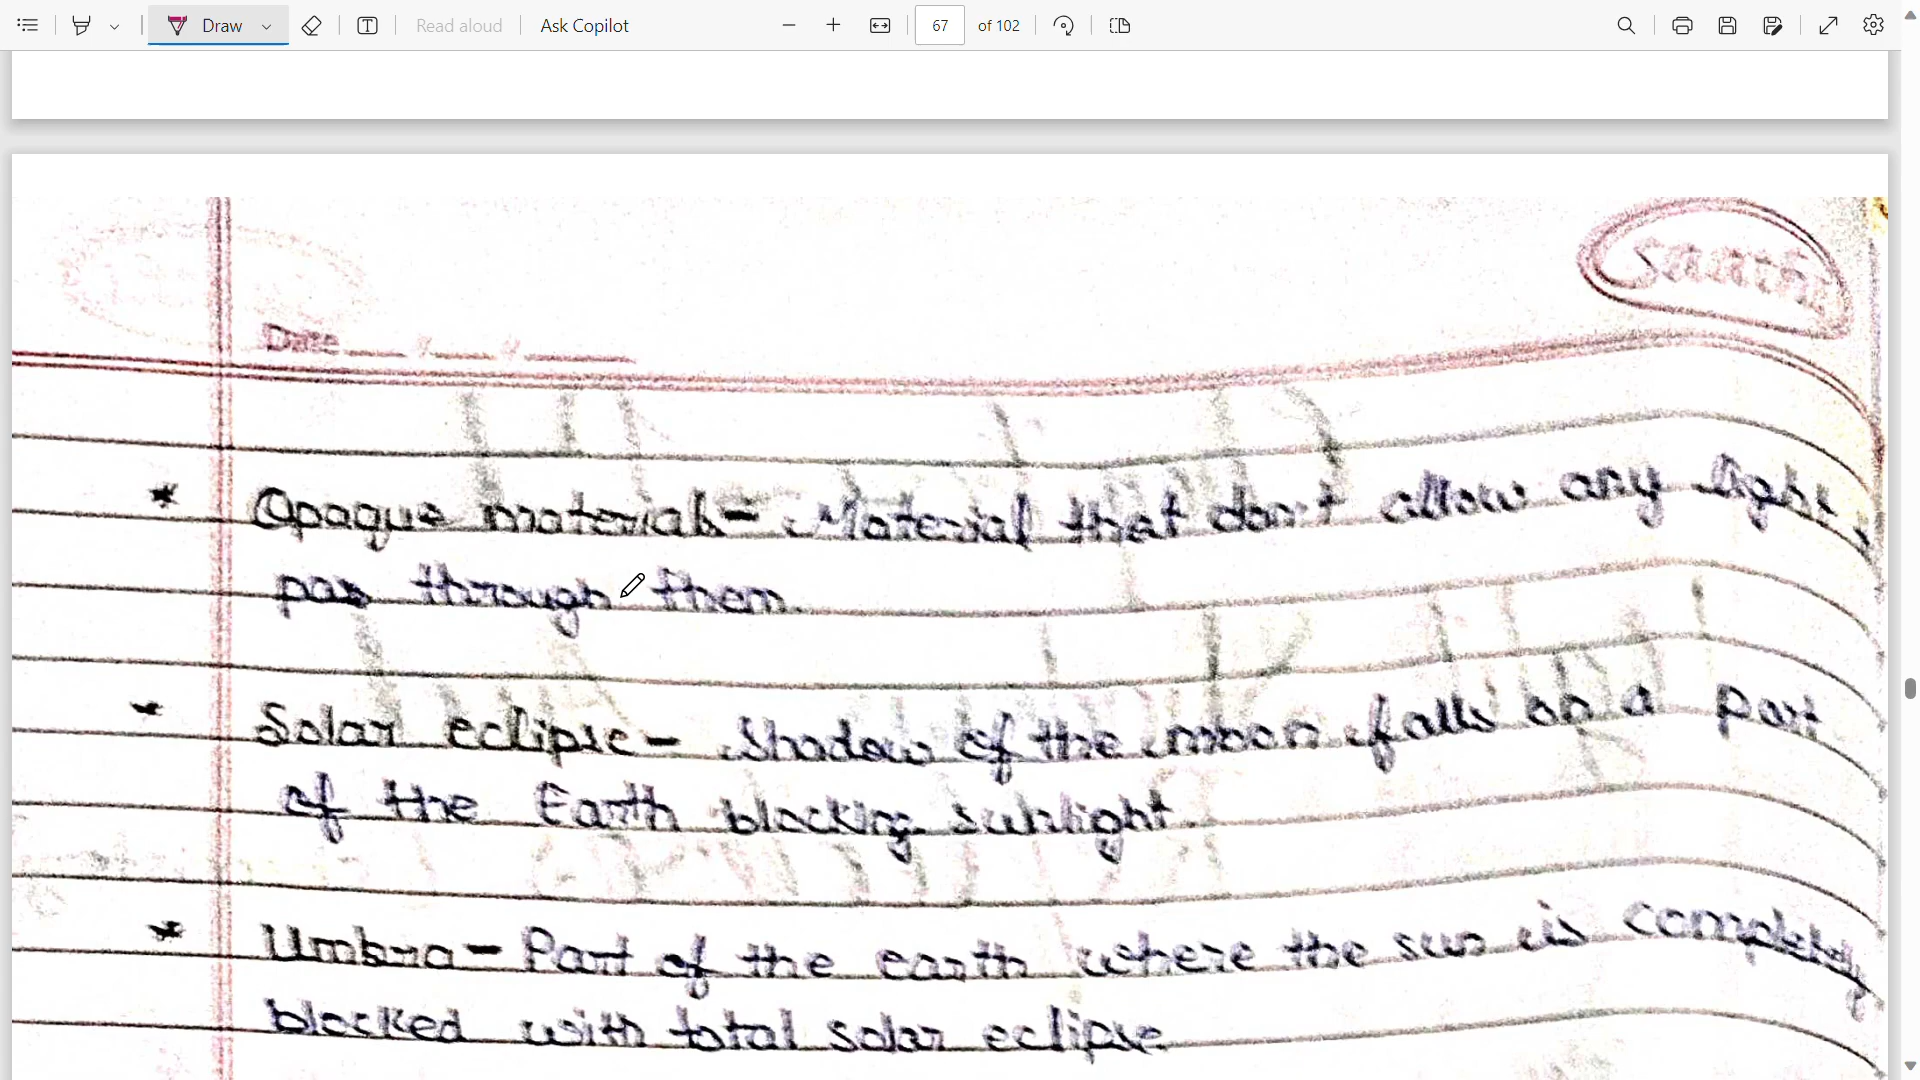 Draw
Read aloud
Ask Copilot
67
of 102
Date
* Opaque materials - Material that don't allow any light
pass through them.
* Solar eclipse - Shadow of the moon falls on a part
of the Earth blocking sunlight.
* Umbra - Part of the earth where the sun is completely
blocked with total solar eclipse.